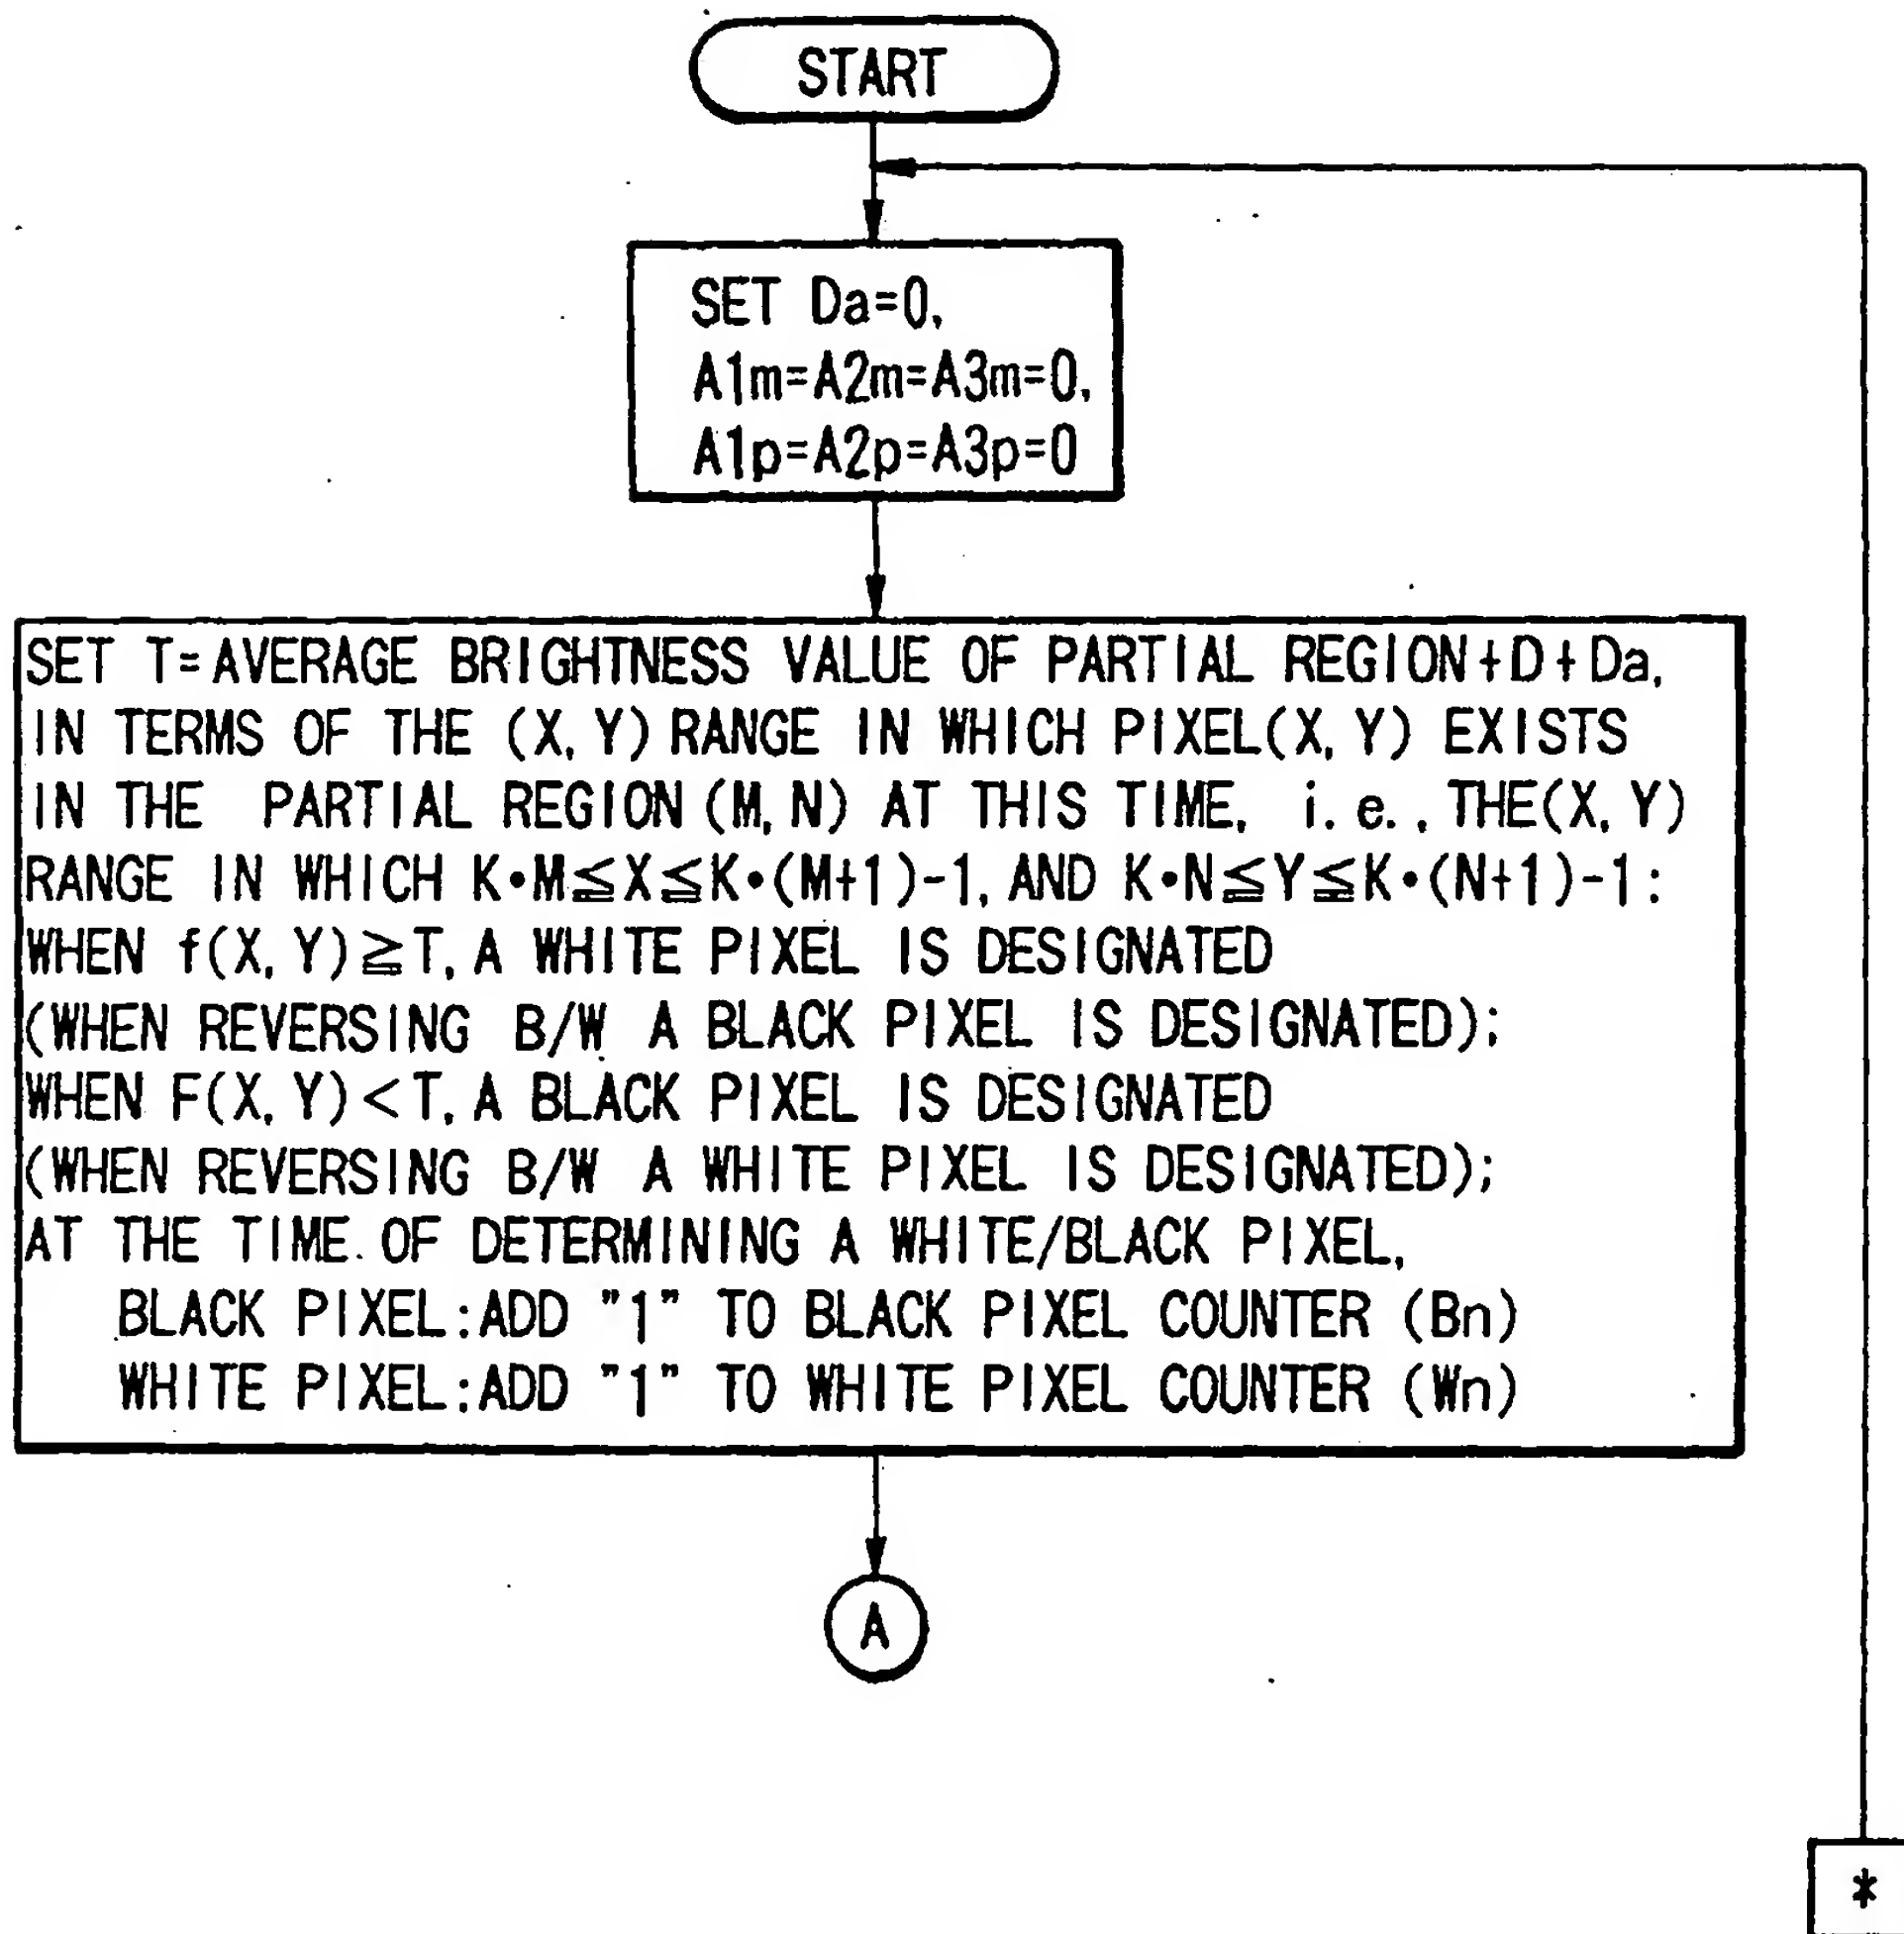 START
SET Da=0,
A1m=A2m=A3m=0,
A1p=A2p=A3p=0
SET T=AVERAGE BRIGHTNESS VALUE OF PARTIAL REGION+D+Da,
IN TERMS OF THE (X, Y) RANGE IN WHICH PIXEL(X, Y) EXISTS
IN THE PARTIAL REGION (M, N) AT THIS TIME, i. e., THE(X, Y)
RANGE IN WHICH K•M≦X≦K•(M+1)-1, AND K•N≦Y≦K•(N+1)-1:
WHEN f(X, Y)≧T, A WHITE PIXEL IS DESIGNATED
(WHEN REVERSING B/W A BLACK PIXEL IS DESIGNATED);
WHEN F(X, Y)<T, A BLACK PIXEL IS DESIGNATED
(WHEN REVERSING B/W A WHITE PIXEL IS DESIGNATED);
AT THE TIME OF DETERMINING A WHITE/BLACK PIXEL,
BLACK PIXEL:ADD "1" TO BLACK PIXEL COUNTER (Bn)
WHITE PIXEL:ADD "1" TO WHITE PIXEL COUNTER (Wn)
A
*